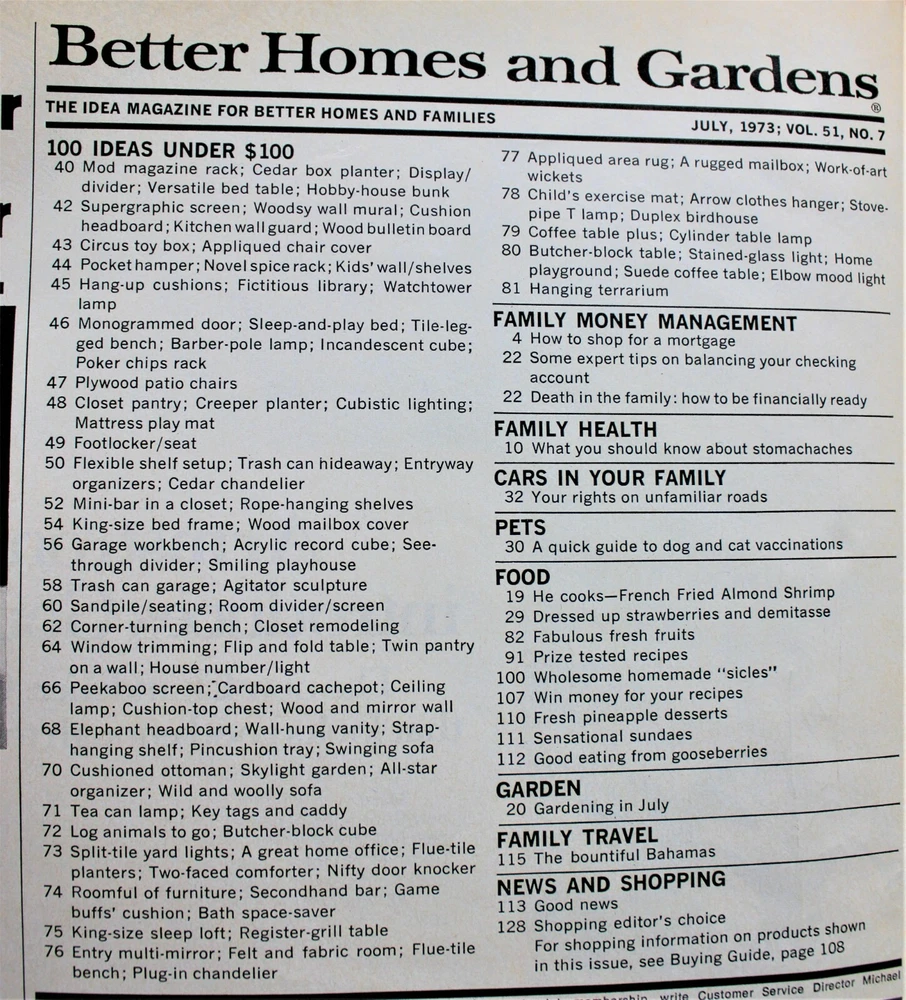 Better Homes and Gardens®
THE IDEA MAGAZINE FOR BETTER HOMES AND FAMILIES
JULY, 1973; VOL. 51, NO. 7
100 IDEAS UNDER $100
40 Mod magazine rack; Cedar box planter; Display/
divider; Versatile bed table; Hobby-house bunk
42 Supergraphic screen; Woodsy wall mural; Cushion
headboard; Kitchen wall guard; Wood bulletin board
43 Circus toy box; Appliqued chair cover
44 Pocket hamper; Novel spice rack; Kids' wall/shelves
45 Hang-up cushions; Fictitious library; Watchtower
lamp
46 Monogrammed door; Sleep-and-play bed; Tile-leg-
ged bench; Barber-pole lamp; Incandescent cube;
Poker chips rack
47 Plywood patio chairs
48 Closet pantry; Creeper planter; Cubistic lighting;
Mattress play mat
49 Footlocker/seat
50 Flexible shelf setup; Trash can hideaway; Entryway
organizers; Cedar chandelier
52 Mini-bar in a closet; Rope-hanging shelves
54 King-size bed frame; Wood mailbox cover
56 Garage workbench; Acrylic record cube; See-
through divider; Smiling playhouse
58 Trash can garage; Agitator sculpture
60 Sandpile/seating; Room divider/screen
62 Corner-turning bench; Closet remodeling
64 Window trimming; Flip and fold table; Twin pantry
on a wall; House number/light
66 Peekaboo screen; Cardboard cachepot; Ceiling
lamp; Cushion-top chest; Wood and mirror wall
68 Elephant headboard; Wall-hung vanity; Strap-
hanging shelf; Pincushion tray; Swinging sofa
70 Cushioned ottoman; Skylight garden; All-star
organizer; Wild and woolly sofa
71 Tea can lamp; Key tags and caddy
72 Log animals to go; Butcher-block cube
73 Split-tile yard lights; A great home office; Flue-tile
planters; Two-faced comforter; Nifty door knocker
74 Roomful of furniture; Secondhand bar; Game
buffs' cushion; Bath space-saver
75 King-size sleep loft; Register-grill table
76 Entry multi-mirror; Felt and fabric room; Flue-tile
bench; Plug-in chandelier
77 Appliqued area rug; A rugged mailbox; Work-of-art
wickets
78 Child's exercise mat; Arrow clothes hanger; Stove-
pipe T lamp; Duplex birdhouse
79 Coffee table plus; Cylinder table lamp
80 Butcher-block table; Stained-glass light; Home
playground; Suede coffee table; Elbow mood light
81 Hanging terrarium
FAMILY MONEY MANAGEMENT
4 How to shop for a mortgage
22 Some expert tips on balancing your checking
account
22 Death in the family: how to be financially ready
FAMILY HEALTH
10 What you should know about stomachaches
CARS IN YOUR FAMILY
32 Your rights on unfamiliar roads
PETS
30 A quick guide to dog and cat vaccinations
FOOD
19 He cooks—French Fried Almond Shrimp
29 Dressed up strawberries and demitasse
82 Fabulous fresh fruits
91 Prize tested recipes
100 Wholesome homemade "sicles"
107 Win money for your recipes
110 Fresh pineapple desserts
111 Sensational sundaes
112 Good eating from gooseberries
GARDEN
20 Gardening in July
FAMILY TRAVEL
115 The bountiful Bahamas
NEWS AND SHOPPING
113 Good news
128 Shopping editor's choice
For shopping information on products shown
in this issue, see Buying Guide, page 108
write Customer Service Director Michael